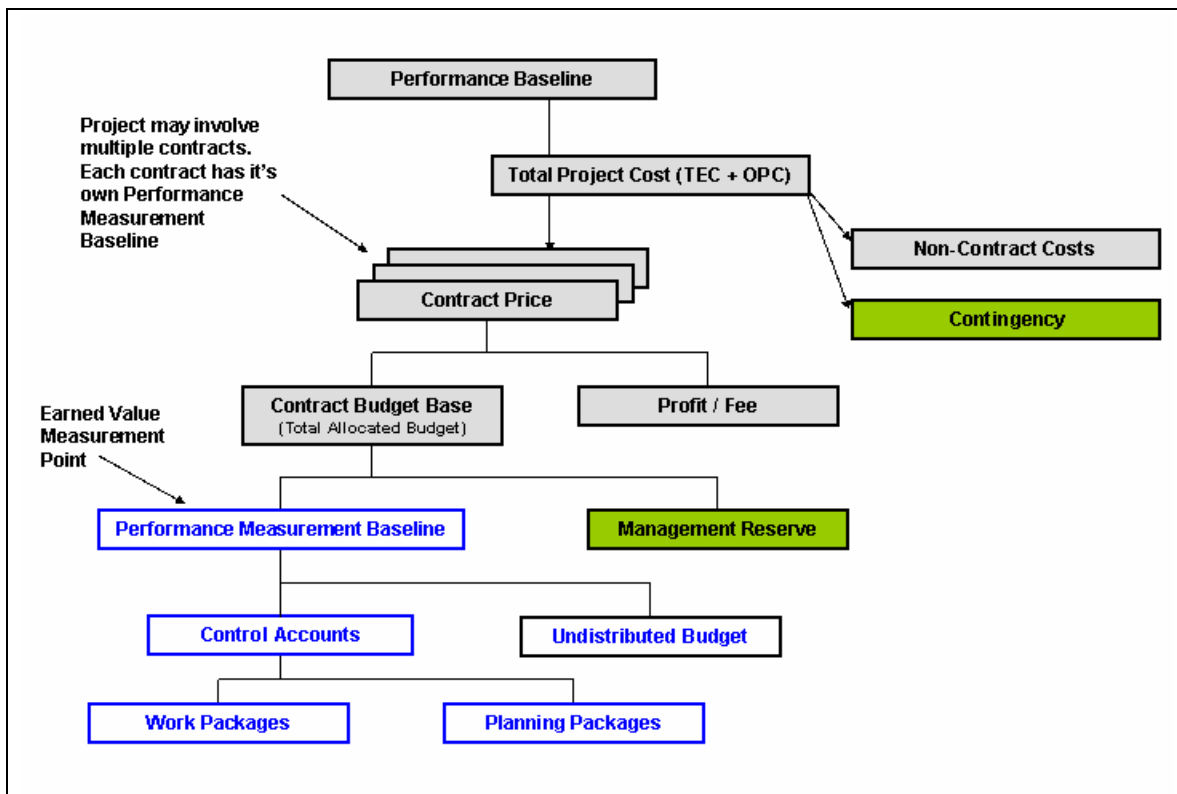 Performance Baseline
Project may involve
multiple contracts.
Each contract has it's
own Performance
Measurement
Baseline
Total Project Cost (TEC + OPC)
Non-Contract Costs
Contract Price
Contingency
Contract Budget Base
(Total Allocated Budget)
Profit / Fee
Earned Value
Measurement
Point
Performance Measurement Baseline
Management Reserve
Control Accounts
Undistributed Budget
Work Packages
Planning Packages